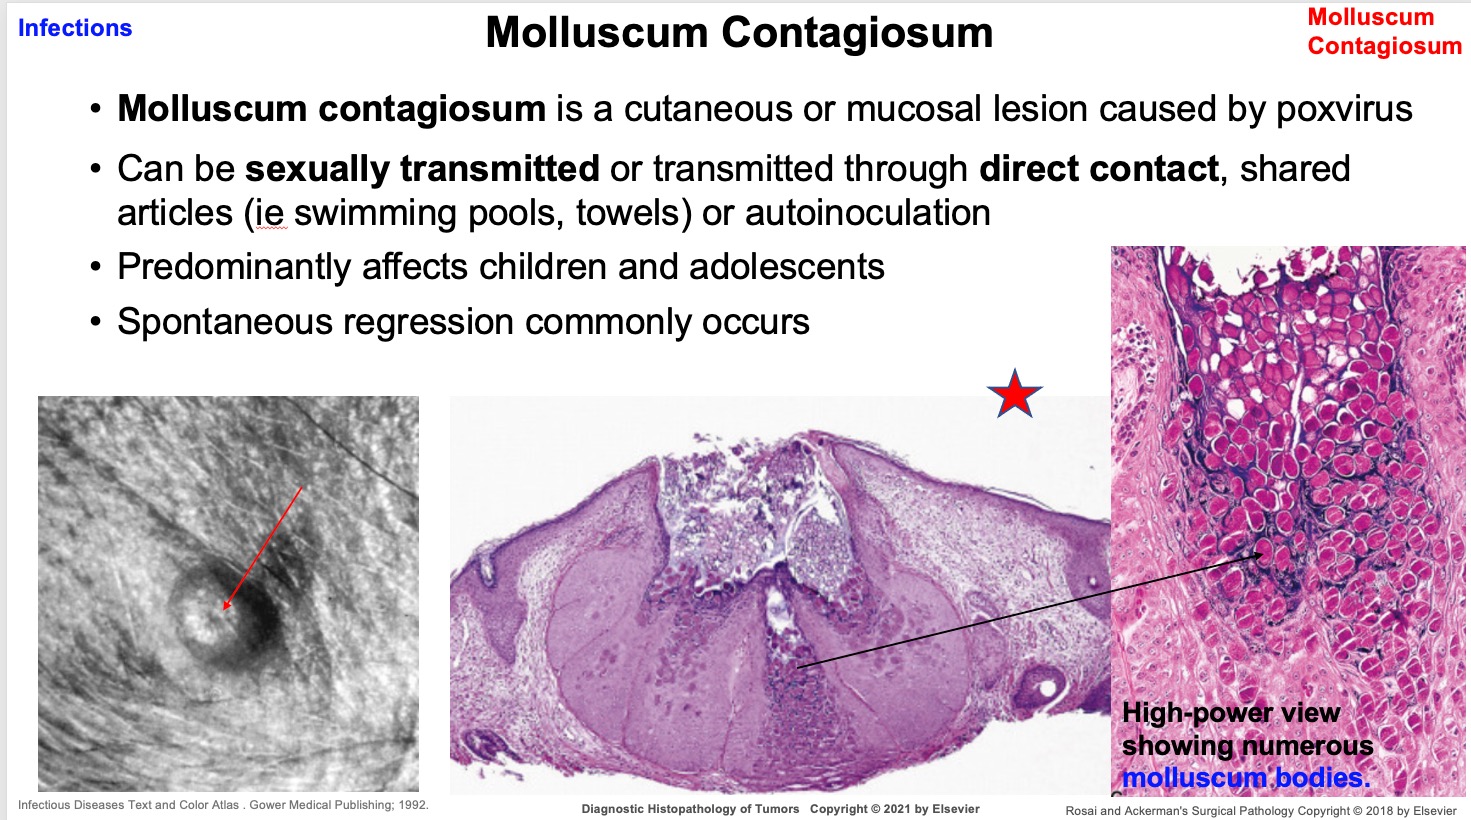 Infections
Molluscum Contagiosum
Molluscum
Contagiosum
• Molluscum contagiosum is a cutaneous or mucosal lesion caused by poxvirus
• Can be sexually transmitted or transmitted through direct contact, shared
articles (ie swimming pools, towels) or autoinoculation
• Predominantly affects children and adolescents
• Spontaneous regression commonly occurs
High-power view
showing numerous
molluscum bodies.
Infectious Diseases Text and Color Atlas . Gower Medical Publishing; 1992.
Diagnostic Histopathology of Tumors Copyright © 2021 by Elsevier
Rosai and Ackerman's Surgical Pathology Copyright © 2018 by Elsevier